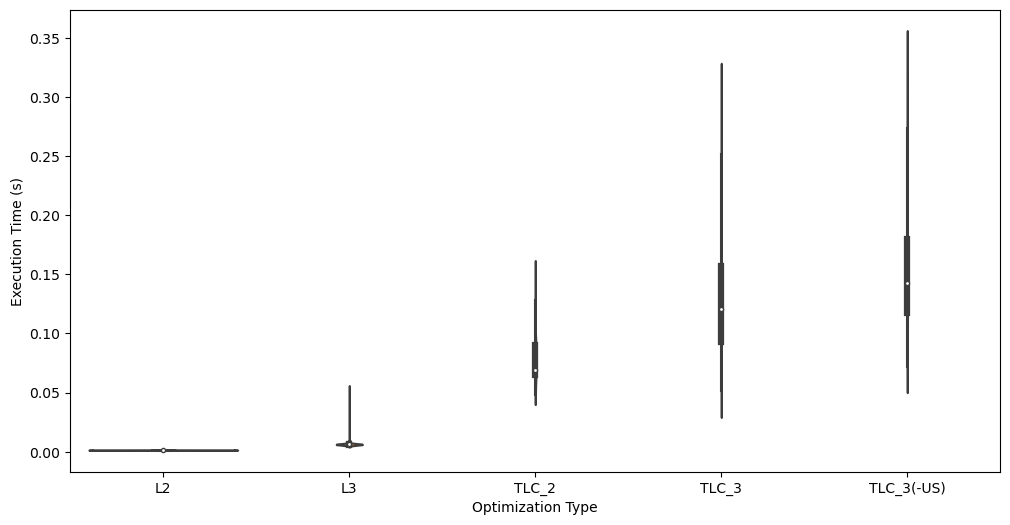 0.35
0.30
0.25
0.20
0.15
0.10
0.05
0.00
Execution Time (s)
L2 L3 TLC_2 TLC_3 TLC_3(-US)
Optimization Type